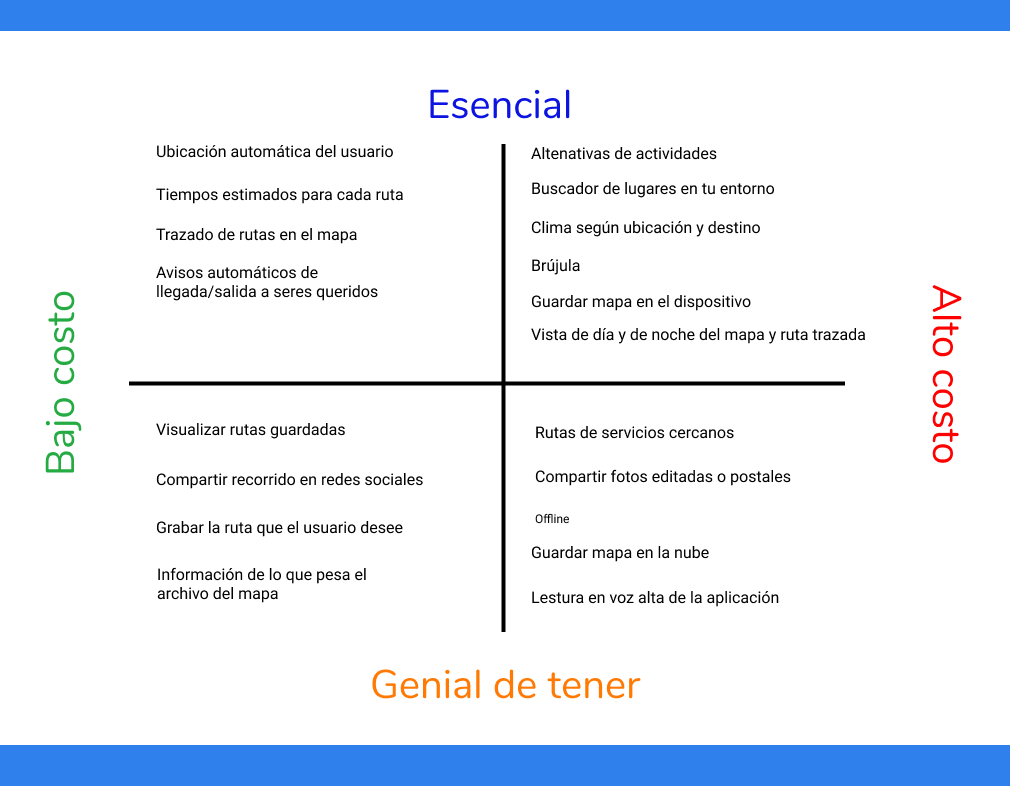 Esencial
Ubicación automática del usuario
Tiempos estimados para cada ruta
Trazado de rutas en el mapa
Avisos automáticos de
llegada/salida a seres queridos
Altenativas de actividades
Buscador de lugares en tu entorno
Clima según ubicación y destino
Brújula
Guardar mapa en el dispositivo
Vista de día y de noche del mapa y ruta trazada
Bajo costo
Alto costo
Visualizar rutas guardadas
Compartir recorrido en redes sociales
Grabar la ruta que el usuario desee
Información de lo que pesa el
archivo del mapa
Rutas de servicios cercanos
Compartir fotos editadas o postales
Offline
Guardar mapa en la nube
Lestura en voz alta de la aplicación
Genial de tener